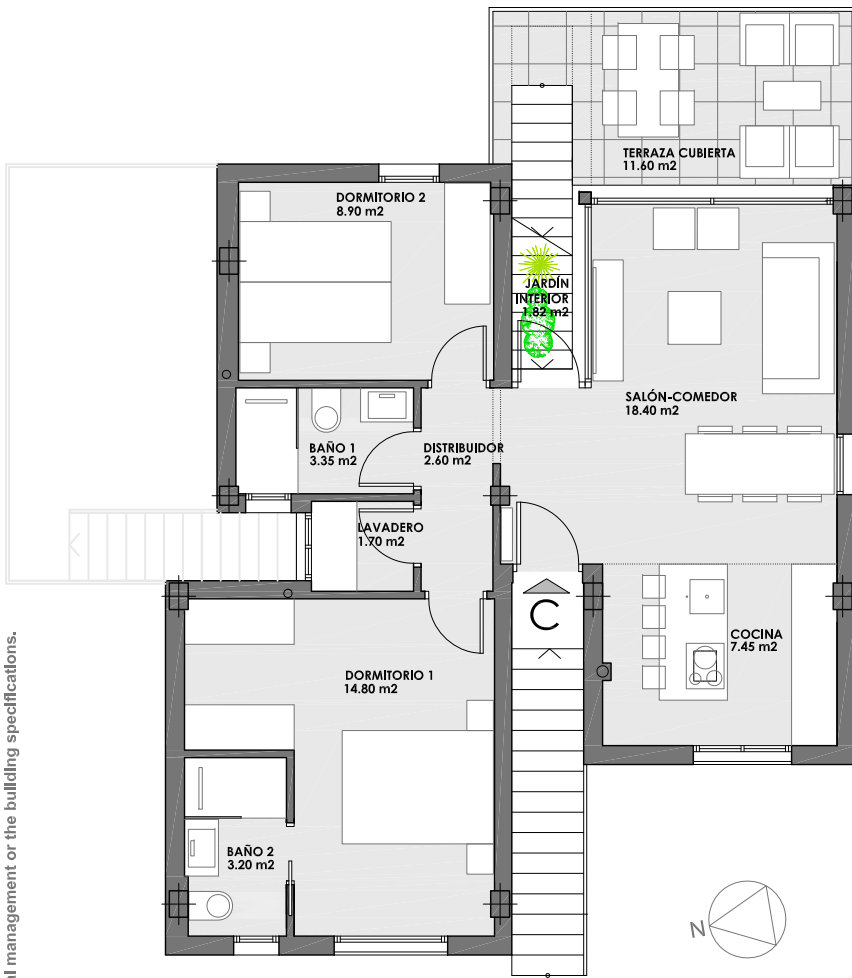 TERRAZA CUBIERTA
11.60 m2
DORMITORIO 2
8.90 m2
JARDÍN
INTERIOR
1.82 m2
SALÓN-COMEDOR
18.40 m2
BAÑO 1
3.35 m2
DISTRIBUIDOR
2.60 m2
LAVADERO
1.70 m2
C
COCINA
7.45 m2
DORMITORIO 1
14.80 m2
BAÑO 2
3.20 m2
N
management or the building specifications.